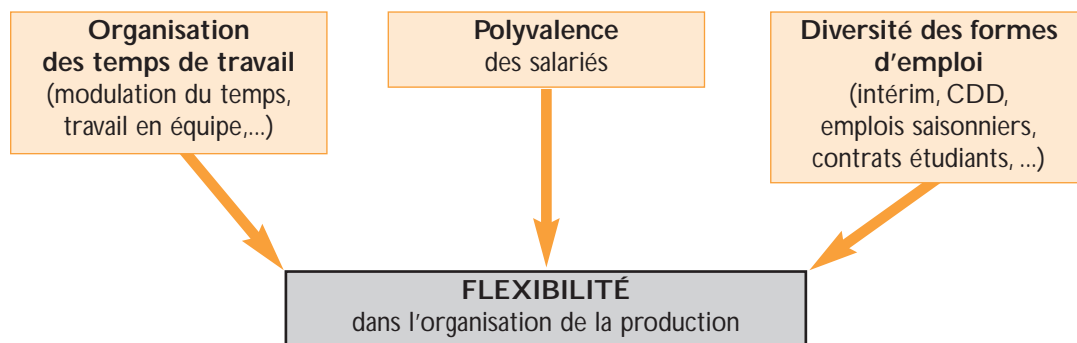 Organisation
des temps de travail
(modulation du temps,
travail en équipe,...)
Polyvalence
des salariés
Diversité des formes
d'emploi
(intérim, CDD,
emplois saisonniers,
contrats étudiants, ...)
FLEXIBILITÉ
dans l'organisation de la production